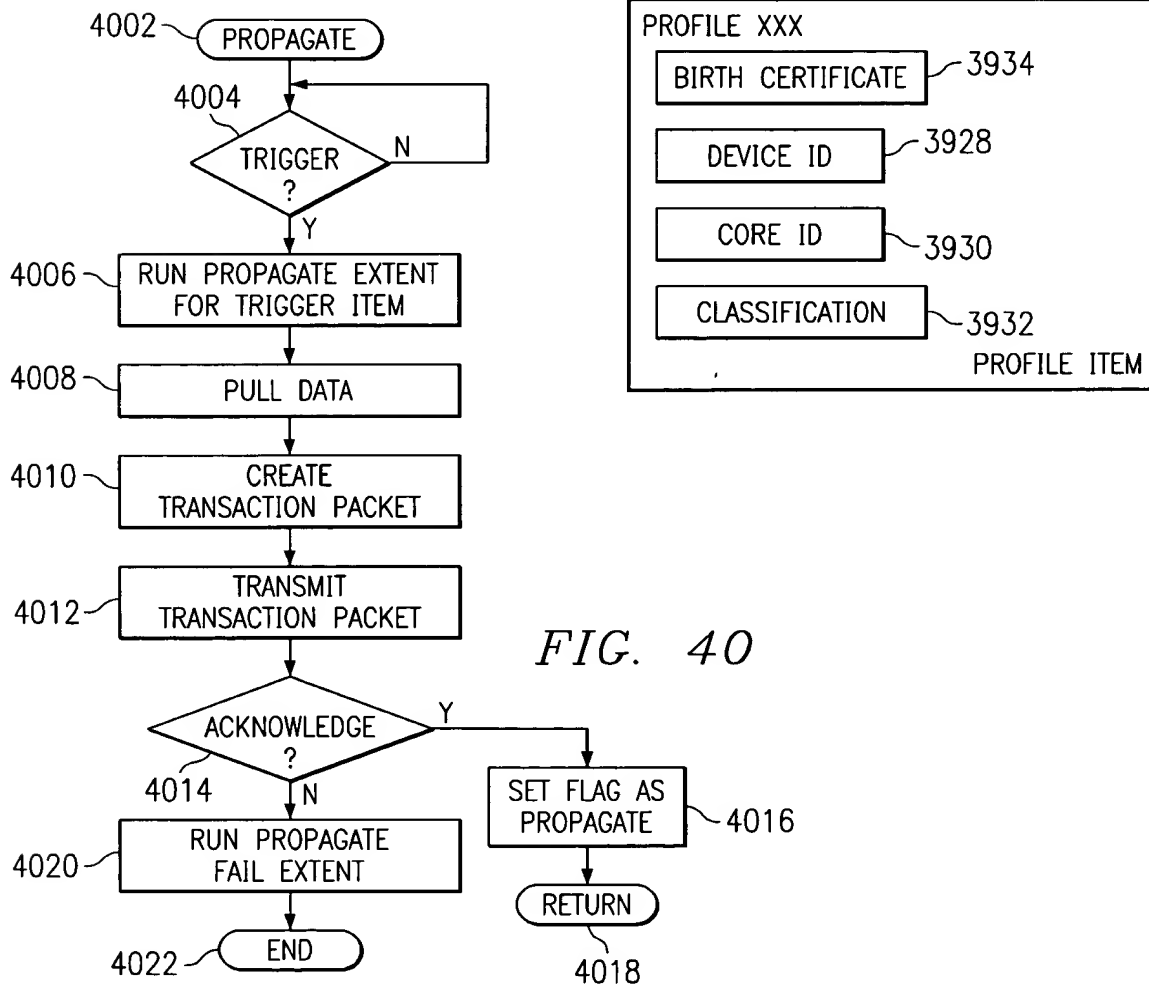 4002
PROPAGATE
4004
TRIGGER
?
N
Y
4006
RUN PROPAGATE EXTENT
FOR TRIGGER ITEM
4008
PULL DATA
4010
CREATE
TRANSACTION PACKET
4012
TRANSMIT
TRANSACTION PACKET
ACKNOWLEDGE
?
Y
4014
N
SET FLAG AS
PROPAGATE
4016
4020
RUN PROPAGATE
FAIL EXTENT
RETURN
4018
4022
END
PROFILE XXX
BIRTH CERTIFICATE
3934
DEVICE ID
3928
CORE ID
3930
CLASSIFICATION
3932
PROFILE ITEM
FIG. 40